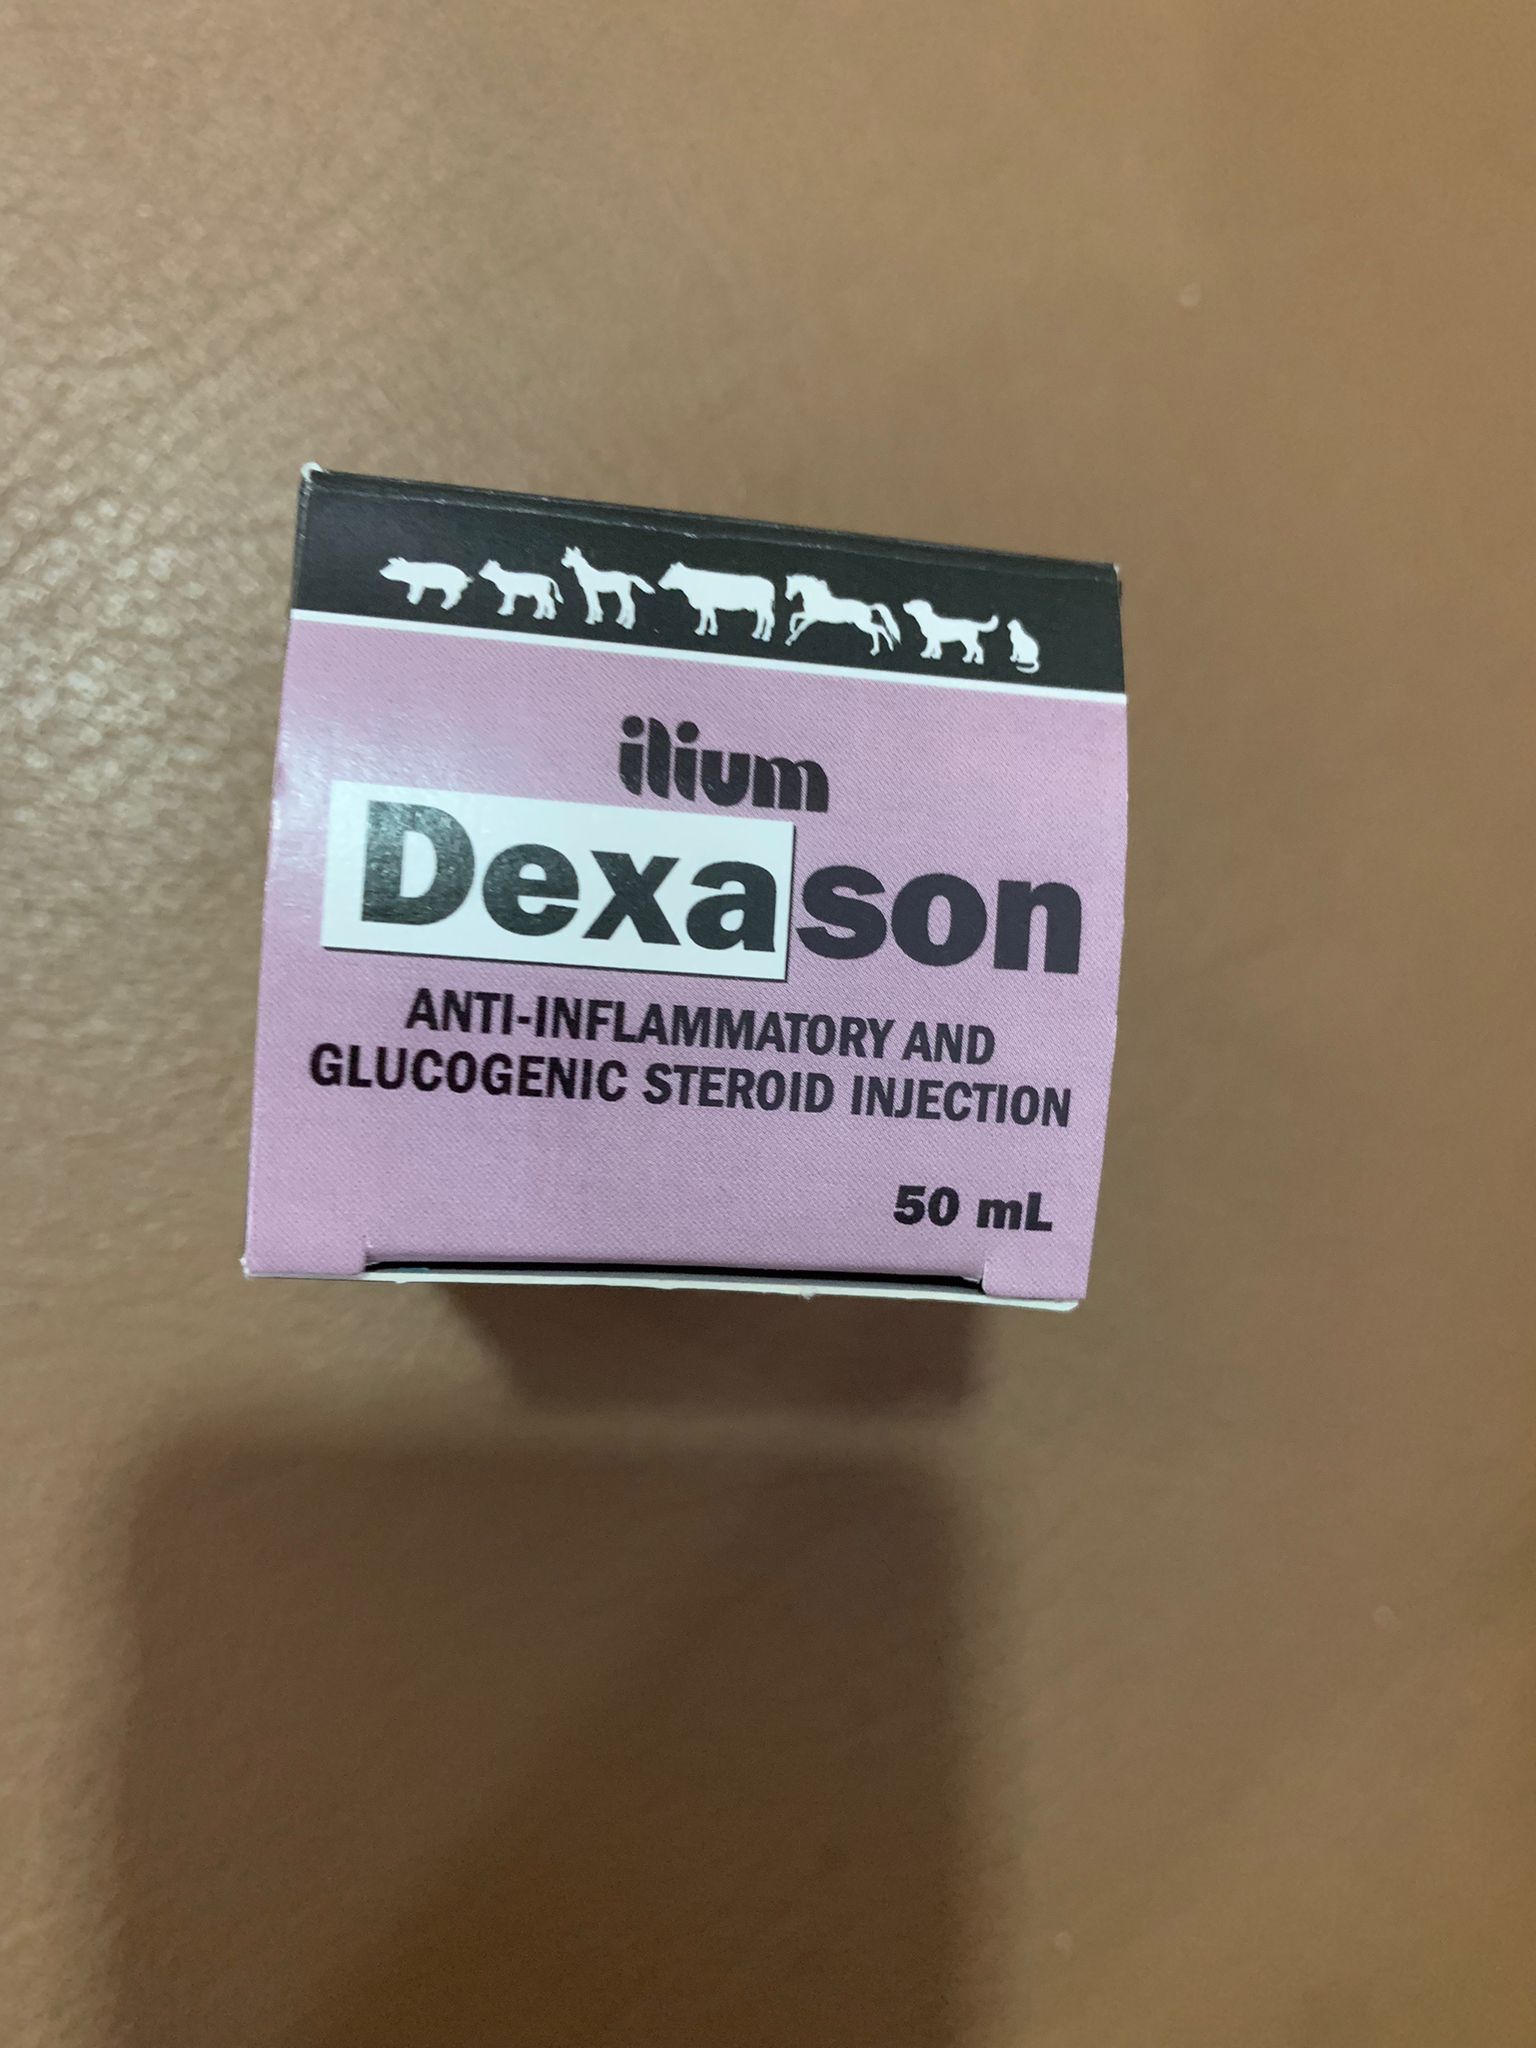 ilium
Dexason
ANTI-INFLAMMATORY AND
GLUCOGENIC STEROID INJECTION
50 mL